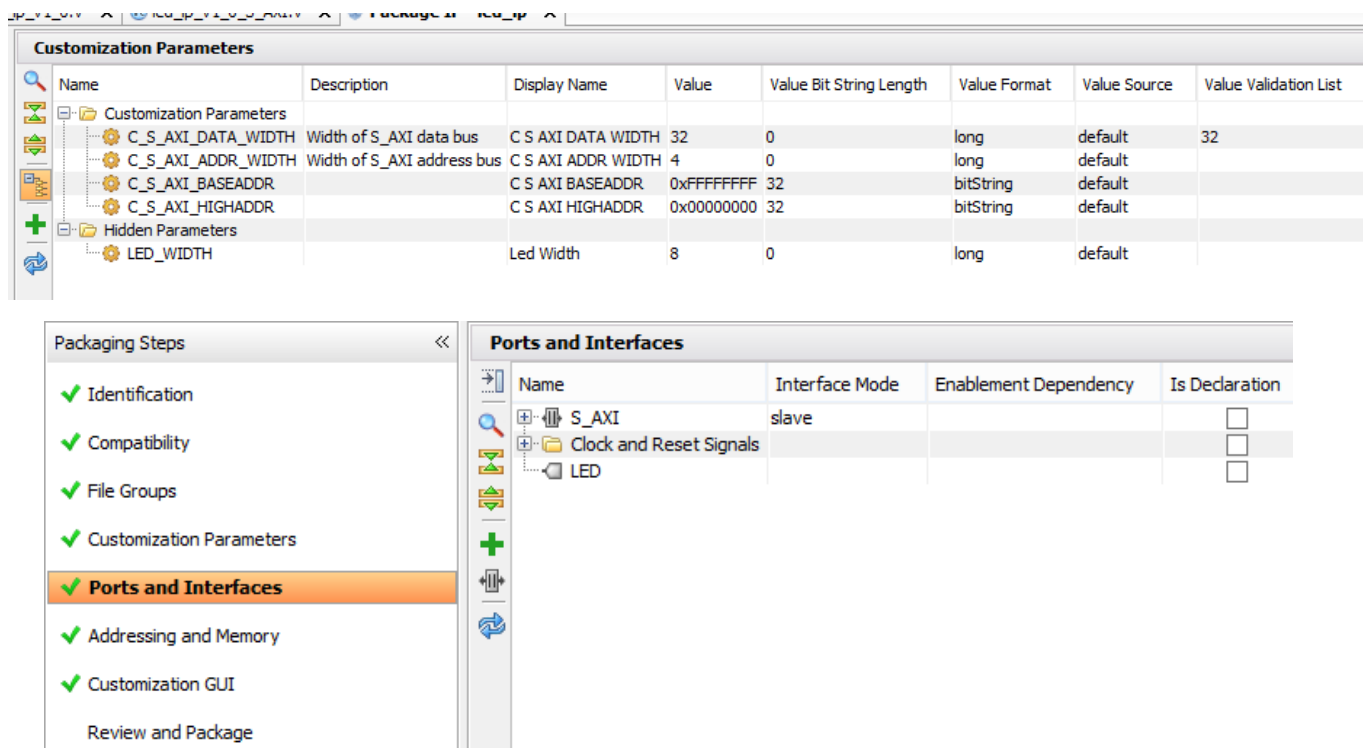 Package IP - led_ip
Customization Parameters
Name Description Display Name Value Value Bit String Length Value Format Value Source Value Validation List
Customization Parameters
C_S_AXI_DATA_WIDTH Width of S_AXI data bus C S AXI DATA WIDTH 32 0 long default 32
C_S_AXI_ADDR_WIDTH Width of S_AXI address bus C S AXI ADDR WIDTH 4 0 long default
C_S_AXI_BASEADDR C S AXI BASEADDR 0xFFFFFFFF 32 bitString default
C_S_AXI_HIGHADDR C S AXI HIGHADDR 0x00000000 32 bitString default
Hidden Parameters
LED_WIDTH Led Width 8 0 long default
Packaging Steps
Identification
Compatibility
File Groups
Customization Parameters
Ports and Interfaces
Addressing and Memory
Customization GUI
Review and Package
Ports and Interfaces
Name Interface Mode Enablement Dependency Is Declaration
S_AXI slave
Clock and Reset Signals
LED